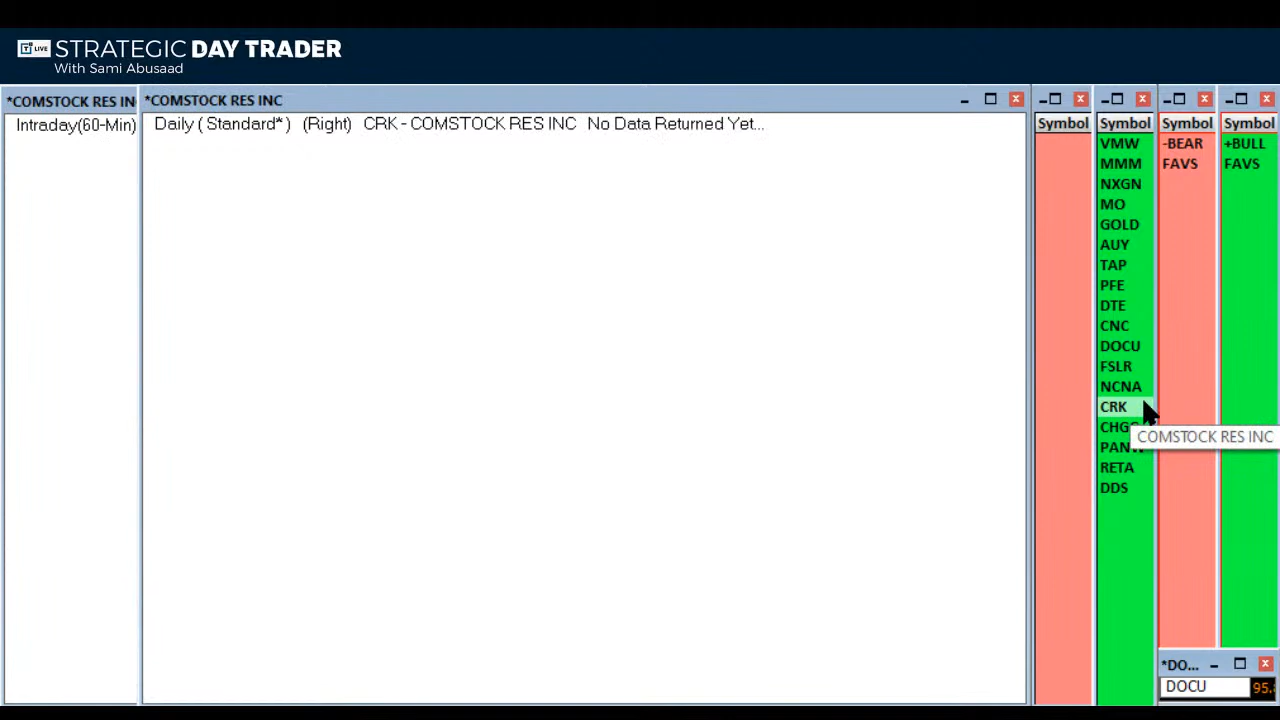 LIVE STRATEGIC DAY TRADER
With Sami Abusaad
*COMSTOCK RES IN
Intraday(60-Min)
*COMSTOCK RES INC
Daily ( Standard* ) (Right) CRK - COMSTOCK RES INC No Data Returned Yet...
Symbol
Symbol
VMW
MMM
NXGN
MO
GOLD
AUY
TAP
PFE
DTE
CNC
DOCU
FSLR
NCNA
CRK
COMSTOCK RES INC
RETA
DDS
Symbol
-BEAR
FAVS
Symbol
+BULL
FAVS
*DO...
DOCU